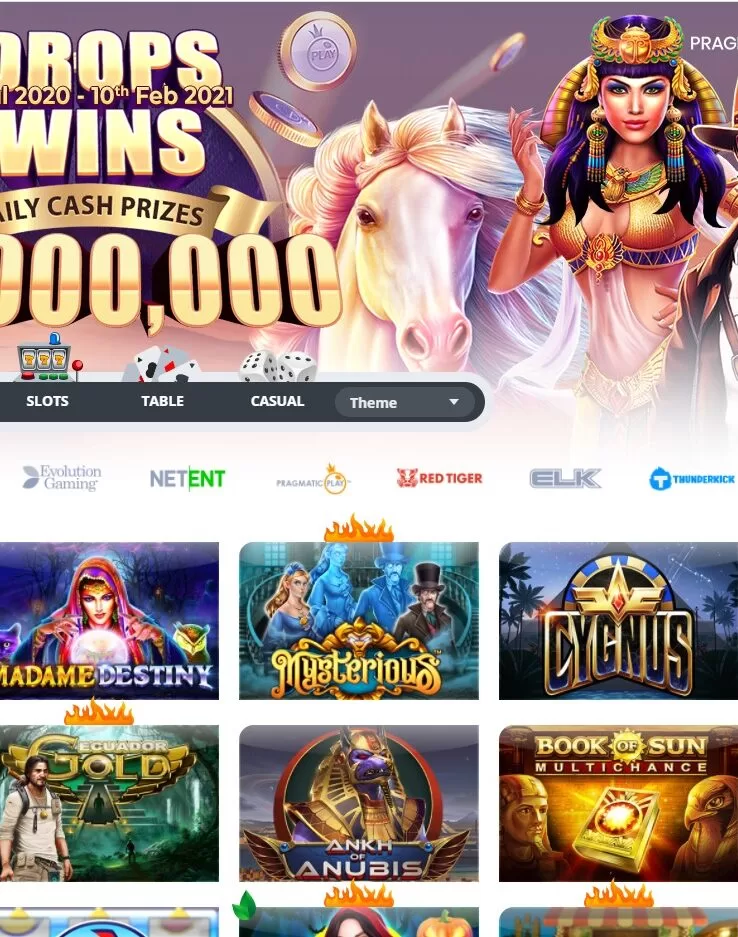 DROPS
l 2020 - 10th Feb 2021
WINS
ILY CASH PRIZES
000,000
PLAY
PRAG
SLOTS
TABLE
CASUAL
Theme
Evolution
Gaming
NETENT
PRAGMATIC PLAY
RED TIGER
ELK
THUNDERKICK
MADAME DESTINY
Mysterious
CYGNUS
ECUADOR
GOLD
ANKH
OF
ANUBIS
BOOK OF SUN
MULTICHANCE